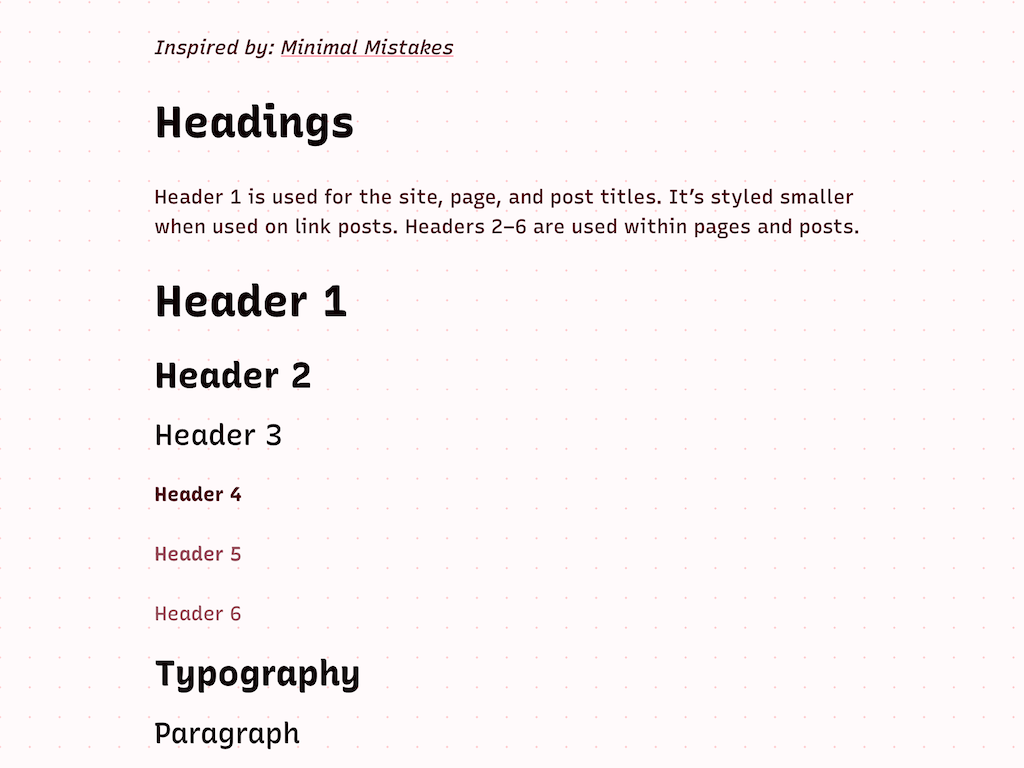 Inspired by: Minimal Mistakes
Headings
Header 1 is used for the site, page, and post titles. It’s styled smaller
when used on link posts. Headers 2–6 are used within pages and posts.
Header 1
Header 2
Header 3
Header 4
Header 5
Header 6
Typography
Paragraph